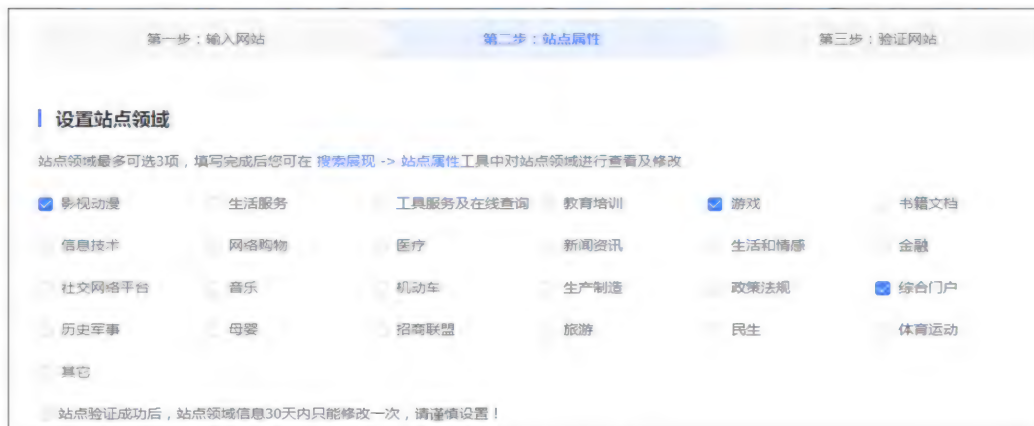 第一步：输入网站 第二步：站点属性 第三步：验证网站
设置站点领域
站点领域最多可选3项，填写完成后您可在 搜索展现 -> 站点属性工具中对站点领域进行查看及修改
影视动漫 生活服务 工具服务及在线查询 教育培训 游戏 书籍文档
信息技术 网络购物 医疗 新闻资讯 生活和情感 金融
社交网络平台 音乐 机动车 生产制造 政策法规 综合门户
历史军事 母婴 招商联盟 旅游 民生 体育运动
其它
站点验证成功后，站点领域信息30天内只能修改一次，请谨慎设置！